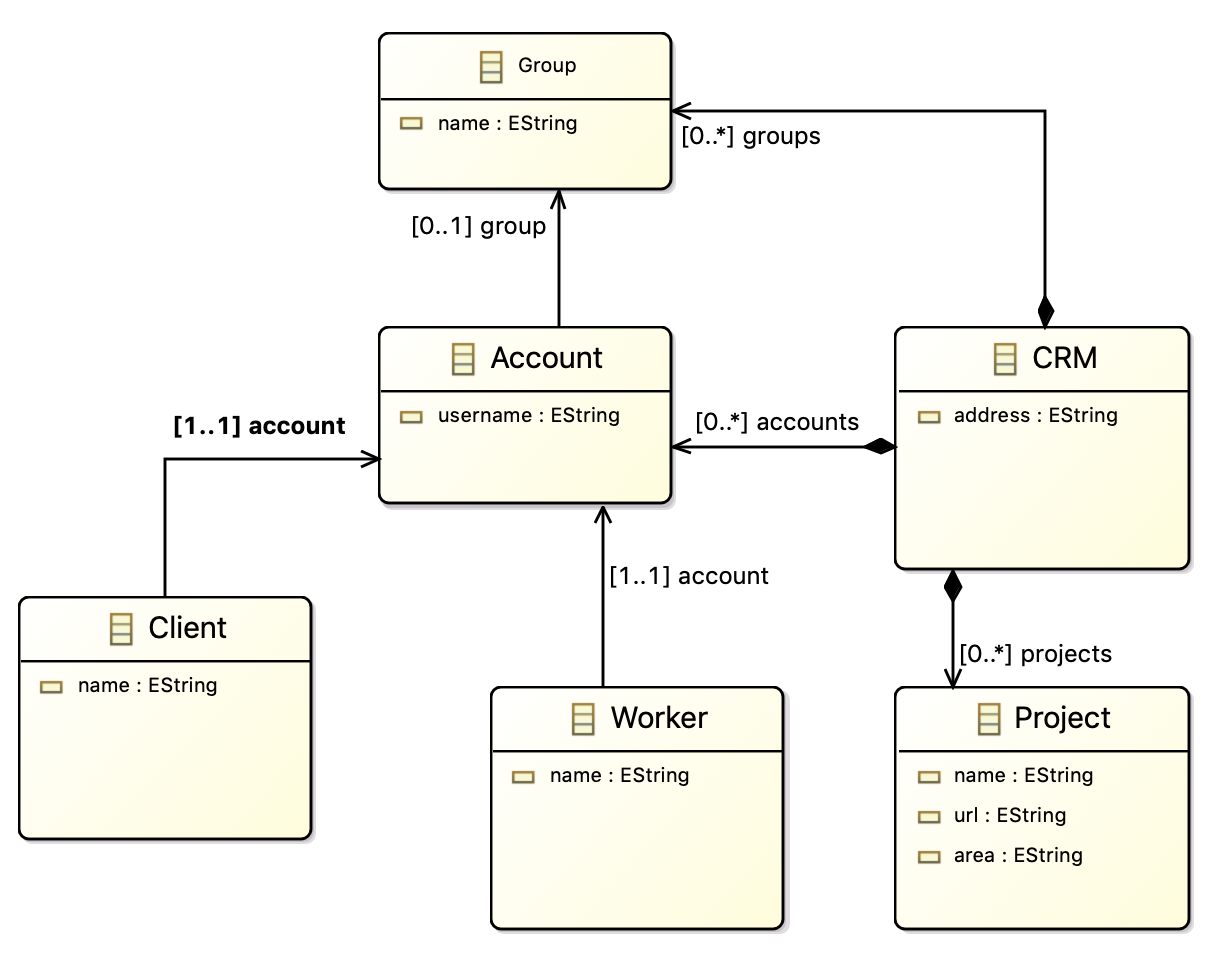 Group
name : EString
[0..*] groups
[0..1] group
Account
username : EString
CRM
address : EString
[0..*] accounts
[1..1] account
[1..1] account
Client
name : EString
Worker
name : EString
[0..*] projects
Project
name : EString
url : EString
area : EString